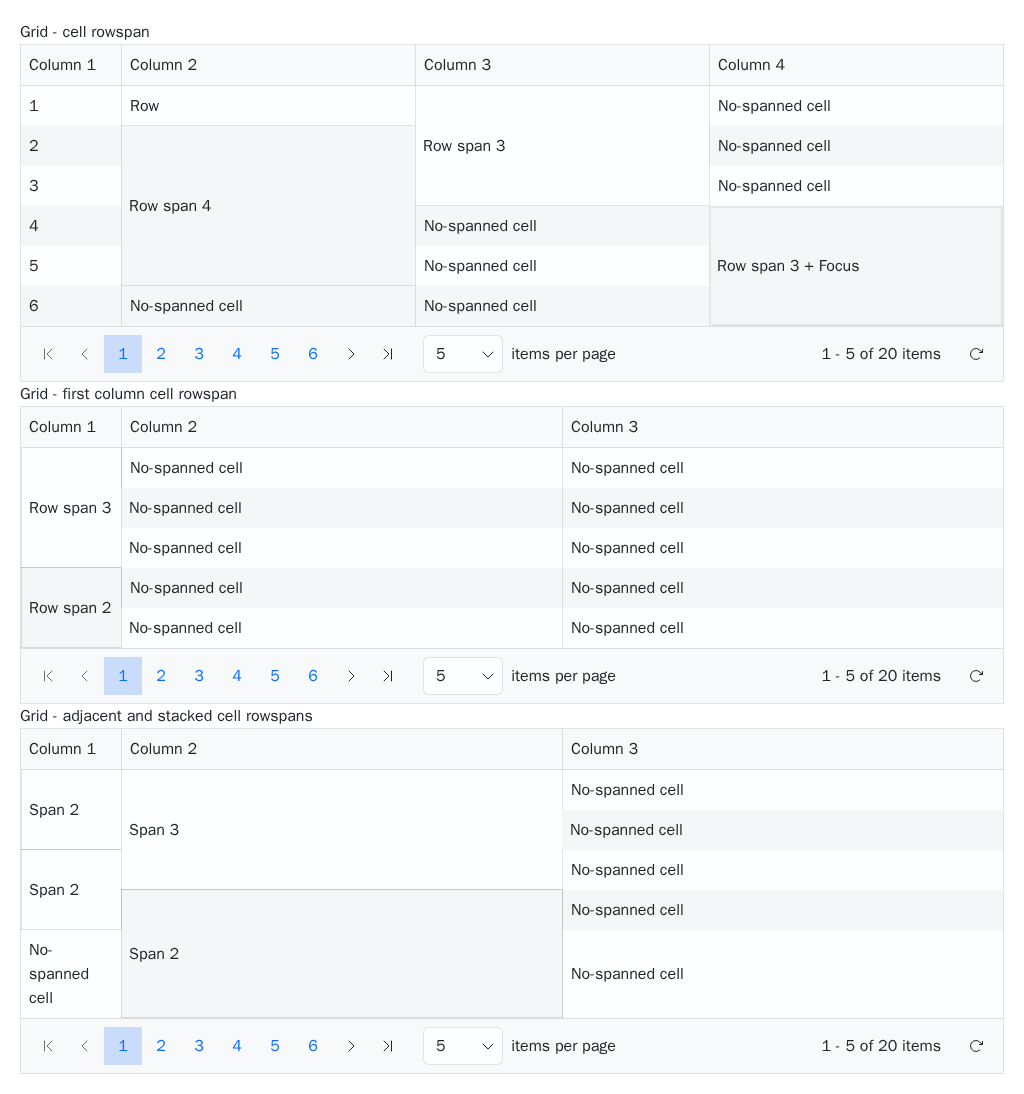 Grid - cell rowspan
Column 1 Column 2 Column 3 Column 4
1 Row No-spanned cell
2 Row span 3 No-spanned cell
3 No-spanned cell
Row span 4
4 No-spanned cell
5 No-spanned cell Row span 3 + Focus
6 No-spanned cell No-spanned cell
1 2 3 4 5 6 5 items per page 1 - 5 of 20 items
Grid - first column cell rowspan
Column 1 Column 2 Column 3
No-spanned cell No-spanned cell
Row span 3 No-spanned cell No-spanned cell
No-spanned cell No-spanned cell
No-spanned cell No-spanned cell
Row span 2
No-spanned cell No-spanned cell
1 2 3 4 5 6 5 items per page 1 - 5 of 20 items
Grid - adjacent and stacked cell rowspans
Column 1 Column 2 Column 3
No-spanned cell
Span 2
Span 3 No-spanned cell
No-spanned cell
Span 2
No-spanned cell
No-
spanned
cell
Span 2
No-spanned cell
1 2 3 4 5 6 5 items per page 1 - 5 of 20 items